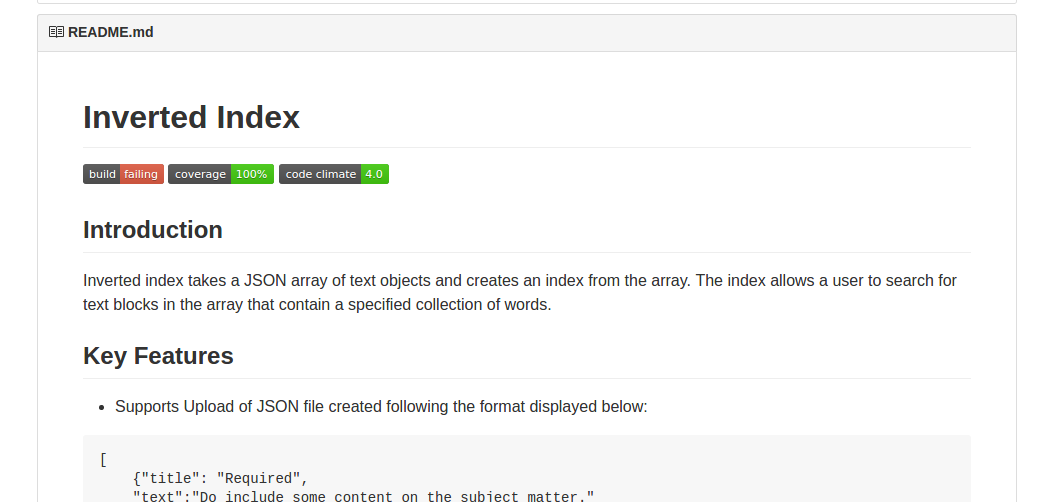 README.md
Inverted Index
build failing coverage 100% code climate 4.0
Introduction
Inverted index takes a JSON array of text objects and creates an index from the array. The index allows a user to search for
text blocks in the array that contain a specified collection of words.
Key Features
• Supports Upload of JSON file created following the format displayed below:
[
{"title": "Required",
"text":"Do include some content on the subject matter."